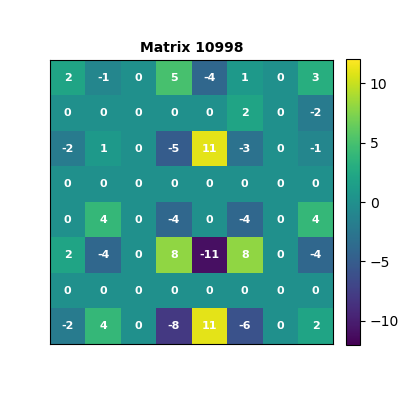 Matrix 10998
2 -1 0 5 -4 1 0 3
0 0 0 0 0 2 0 -2
-2 1 0 -5 11 -3 0 -1
0 0 0 0 0 0 0 0
0 4 0 -4 0 -4 0 4
2 -4 0 8 -11 8 0 -4
0 0 0 0 0 0 0 0
-2 4 0 -8 11 -6 0 2
10
5
0
−5
−10